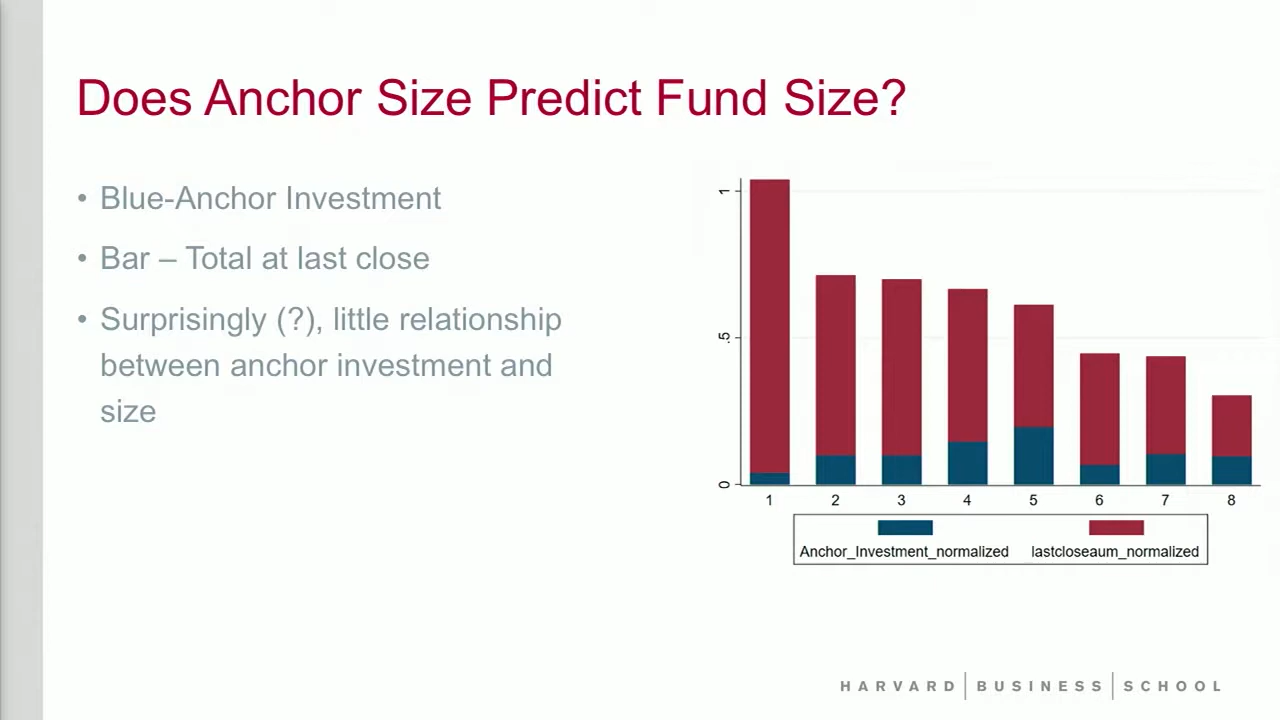 Does Anchor Size Predict Fund Size?
• Blue-Anchor Investment
• Bar – Total at last close
• Surprisingly (?), little relationship
between anchor investment and
size
1
.5
0
1 2 3 4 5 6 7 8
Anchor_Investment_normalized lastcloseaum_normalized
HARVARD | BUSINESS | SCHOOL